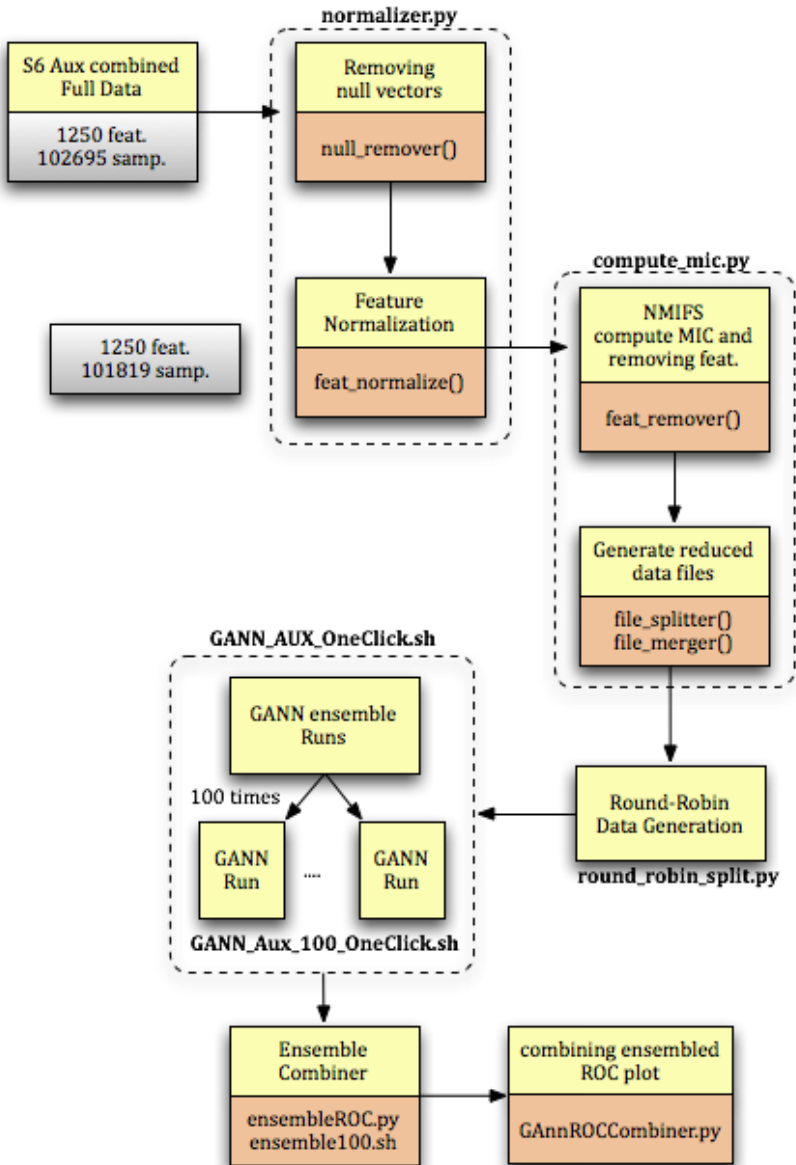 normalizer.py
S6 Aux combined
Full Data
1250 feat.
102695 samp.
Removing
null vectors
null_remover()
Feature
Normalization
feat_normalize()
1250 feat.
101819 samp.
compute_mic.py
NMIFS
compute MIC and
removing feat.
feat_remover()
Generate reduced
data files
file_splitter()
file_merger()
GANN_AUX_OneClick.sh
GANN ensemble
Runs
100 times
GANN
Run
....
GANN
Run
GANN_Aux_100_OneClick.sh
Round-Robin
Data Generation
round_robin_split.py
Ensemble
Combiner
ensembleROC.py
ensemble100.sh
combining ensembled
ROC plot
GAnnROCCombiner.py